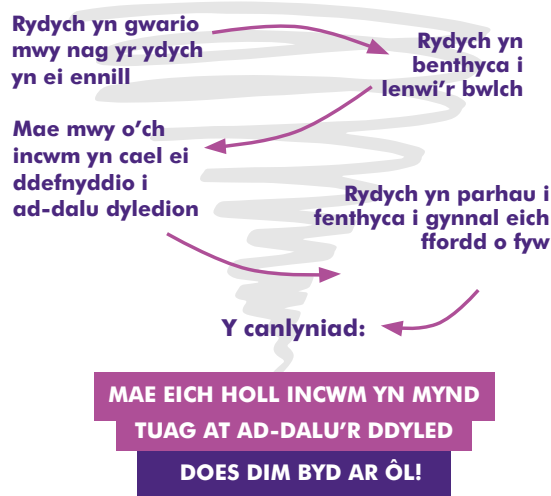 Rydych yn gwario
mwy nag yr ydych
yn ei ennill
Rydych yn
benthyca i
lenwi'r bwlch
Mae mwy o'ch
incwm yn cael ei
ddefnyddio i
ad-dalu dyledion
Rydych yn parhau i
fenthyca i gynnal eich
ffordd o fyw
Y canlyniad:
MAE EICH HOLL INCWM YN MYND
TUAG AT AD-DALU'R DDYLED
DOES DIM BYD AR ÔL!